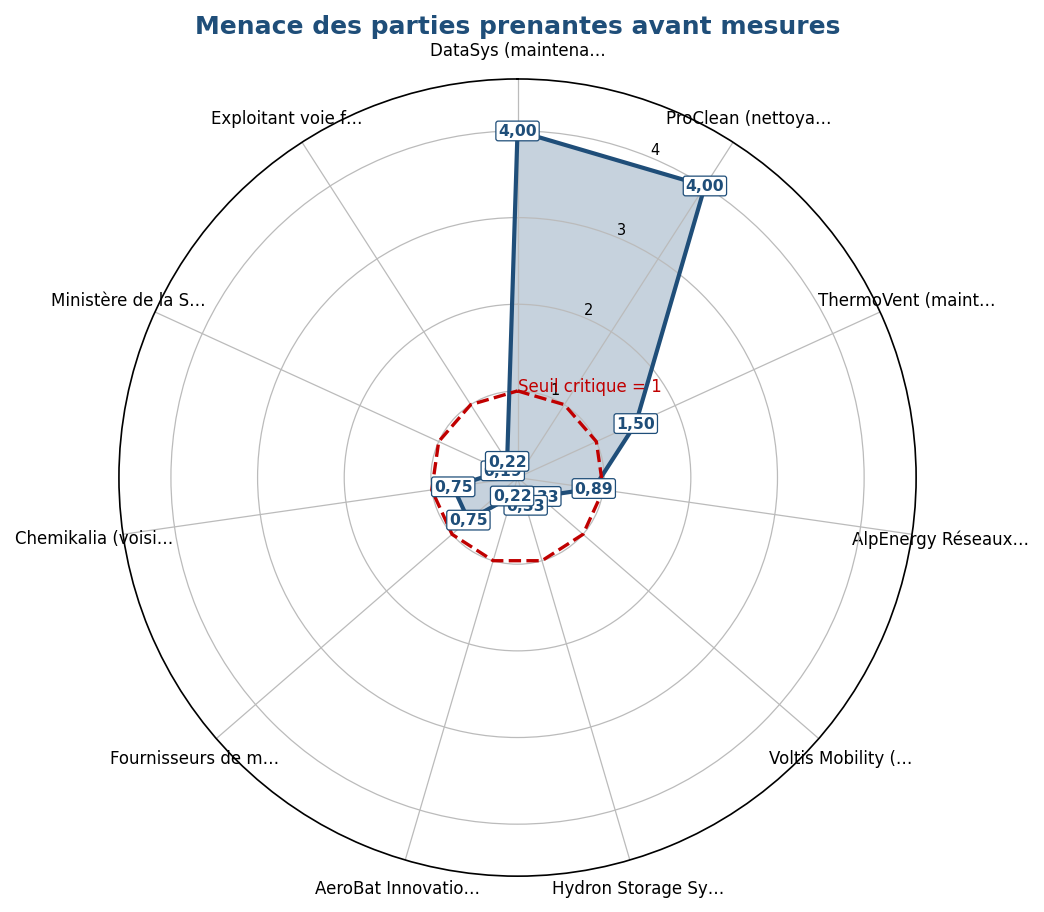 Menace des parties prenantes avant mesures
DataSys (maintena…
Exploitant voie f…
ProClean (nettoya…
4,00
4
4,00
3
Ministère de la S…
ThermoVent (maint…
2
Seuil critique = 1
1
1,50
0,22
0,75
0,89
0,22
0,75
Chemikalia (voisi…
AlpEnergy Réseaux…
Fournisseurs de m…
Voltis Mobility (…
AeroBat Innovatio…
Hydron Storage Sy…